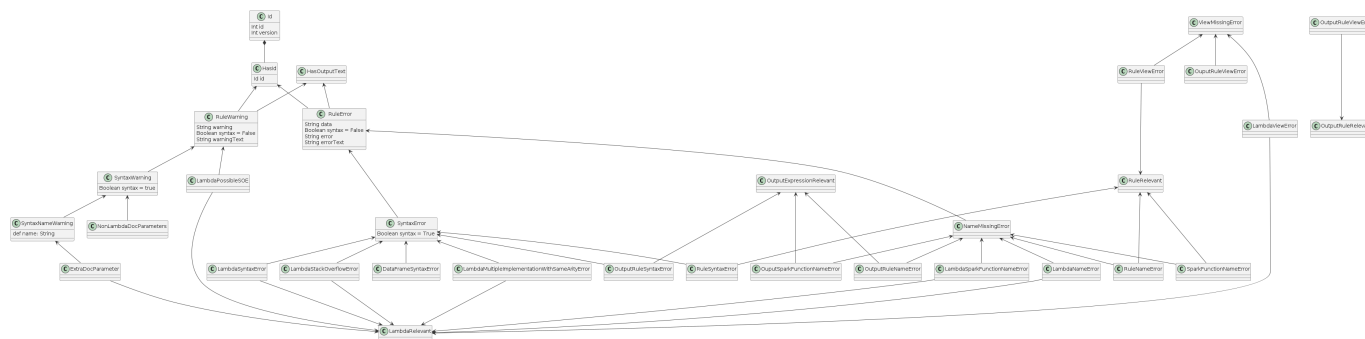 C Id
Int id
Int version
C ViewMissingError
C OutputRuleViewEr
C HasId
Id id
C HasOutputText
C RuleViewError
C OuputRuleViewError
C RuleWarning
String warning
Boolean syntax = False
String warningText
C RuleError
String data
Boolean syntax = False
String error
String errorText
C LambdaViewError
C OutputRuleReleva
C SyntaxWarning
Boolean syntax = true
C LambdaPossibleSOE
C OutputExpressionRelevant
C RuleRelevant
C SyntaxNameWarning
def name: String
C NonLambdaDocParameters
C SyntaxError
Boolean syntax = True
C NameMissingError
C ExtraDocParameter
C LambdaSyntaxError
C LambdaStackOverflowError
C DataFrameSyntaxError
C LambdaMultipleImplementationWithSameArityError
C OutputRuleSyntaxError
C RuleSyntaxError
C OuputSparkFunctionNameError
C OutputRuleNameError
C LambdaSparkFunctionNameError
C LambdaNameError
C RuleNameError
C SparkFunctionNameError
C LambdaRelevant